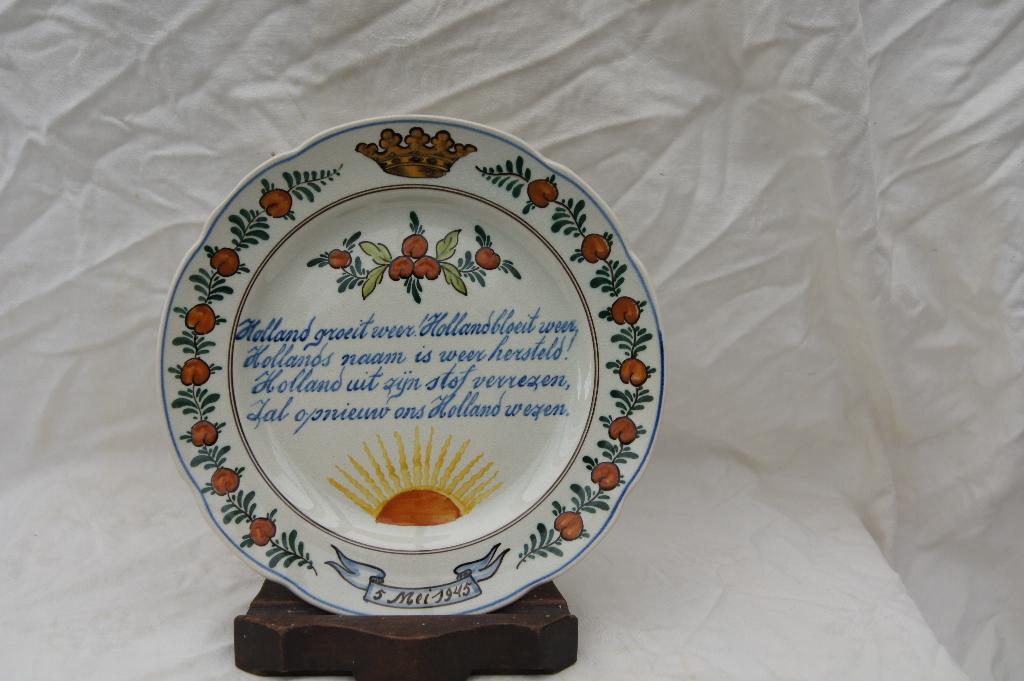 Holland groeit weer! Holland bloeit weer,
Hollands naam is weer hersteld!
Holland uit zijn stof verrezen,
Zal opnieuw ons Holland wezen.
5 Mei 1945